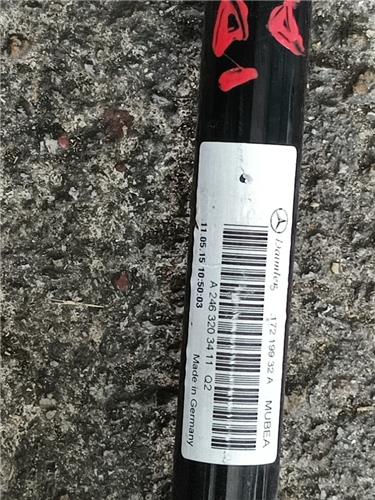 Daimler
172 199 32 A MUBEA
A 246 320 34 11 Q2
11.05.15 10:50:03
Made in Germany